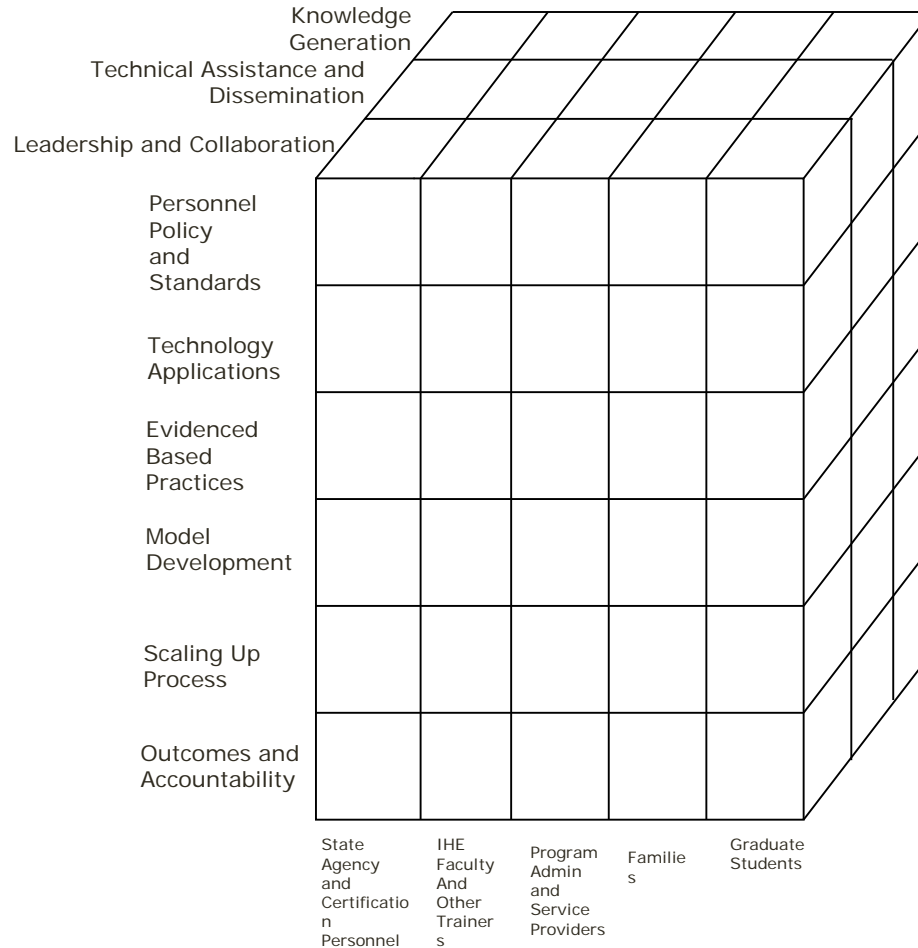 Knowledge
Generation
Technical Assistance and
Dissemination
Leadership and Collaboration
Personnel
Policy
and
Standards
Technology
Applications
Evidenced
Based
Practices
Model
Development
Scaling Up
Process
Outcomes and
Accountability
State
Agency
and
Certificatio
n
Personnel
IHE
Faculty
And
Other
Trainer
s
Program
Admin
and
Service
Providers
Familie
s
Graduate
Students